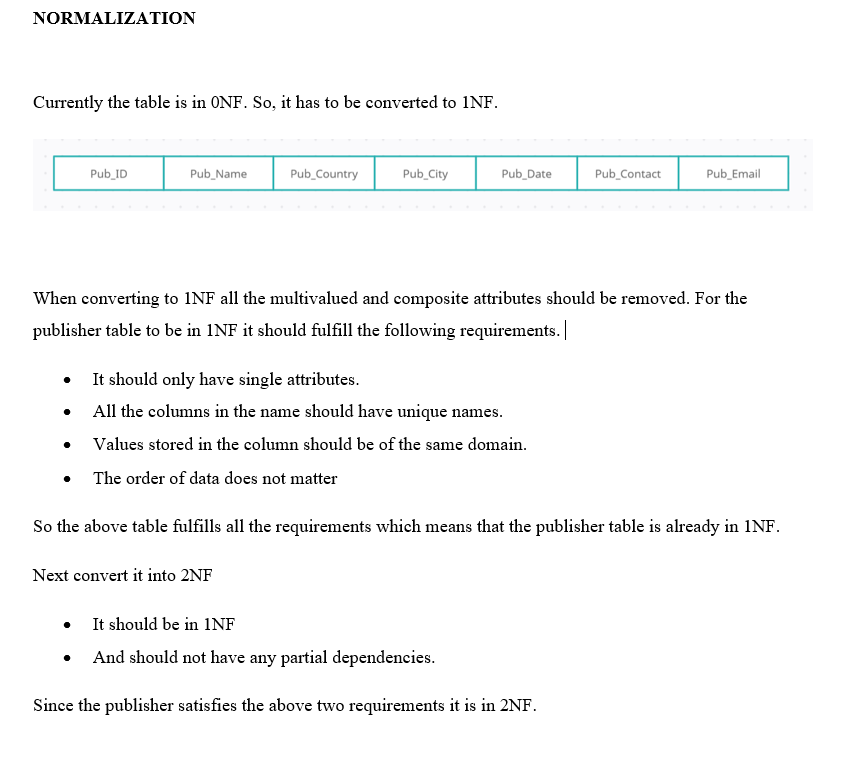 NORMALIZATION
Currently the table is in 0NF. So, it has to be converted to 1NF.
Pub_ID Pub_Name Pub_Country Pub_City Pub_Date Pub_Contact Pub_Email
When converting to 1NF all the multivalued and composite attributes should be removed. For the
publisher table to be in 1NF it should fulfill the following requirements.
• It should only have single attributes.
• All the columns in the name should have unique names.
• Values stored in the column should be of the same domain.
• The order of data does not matter
So the above table fulfills all the requirements which means that the publisher table is already in 1NF.
Next convert it into 2NF
• It should be in 1NF
• And should not have any partial dependencies.
Since the publisher satisfies the above two requirements it is in 2NF.